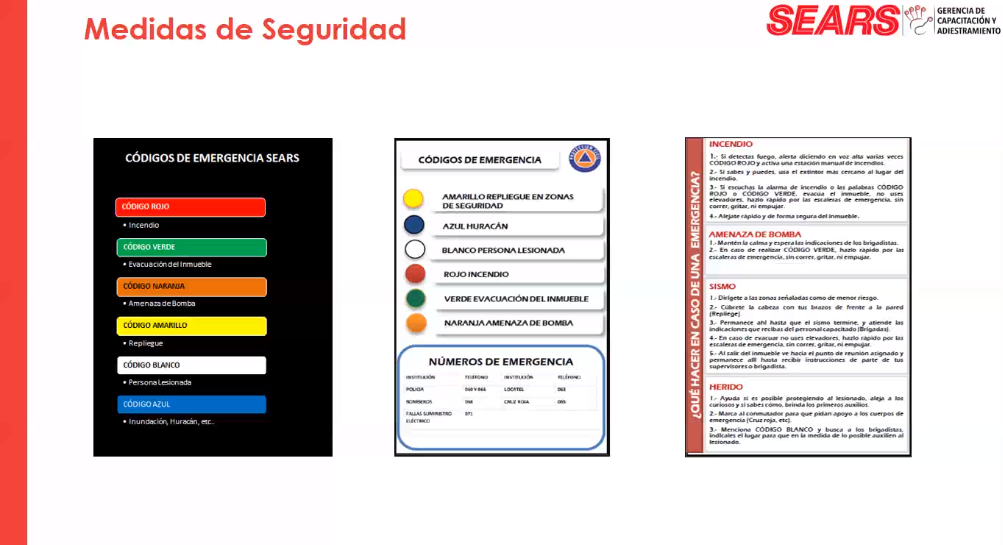 Medidas de Seguridad
SEARS
GERENCIA DE
CAPACITACIÓN Y
ADIESTRAMIENTO
CÓDIGOS DE EMERGENCIA SEARS
CÓDIGO ROJO
• Incendio
CÓDIGO VERDE
• Evacuación del Inmueble
CÓDIGO NARANJA
• Amenaza de Bomba
CÓDIGO AMARILLO
• Repliegue
CÓDIGO BLANCO
• Persona Lesionada
CÓDIGO AZUL
• Inundación, Huracán, etc..
CÓDIGOS DE EMERGENCIA
PROTECCION CIVIL
AMARILLO REPLIEGUE EN ZONAS
DE SEGURIDAD
AZUL HURACÁN
BLANCO PERSONA LESIONADA
ROJO INCENDIO
VERDE EVACUACIÓN DEL INMUEBLE
NARANJA AMENAZA DE BOMBA
NÚMEROS DE EMERGENCIA
INSTITUCIÓN TELÉFONO INSTITUCIÓN TELÉFONO
POLICIA 060 Y 066 LOCATEL
BOMBEROS 068 CRUZ ROJA 065
FALLAS SUMINISTRO 071
ELÉCTRICO
¿QUÉ HACER EN CASO DE UNA EMERGENCIA?
INCENDIO
1.- Si detectas fuego, alerta diciendo en voz alta varias veces
CÓDIGO ROJO y activa una estación manual de incendios.
2.- Si sabes y puedes, usa el extintor mas cercano al lugar del
incendio.
3.- Si escuchas la alarma de incendio o las palabras CÓDIGO
ROJO o CÓDIGO VERDE, evacua el inmueble, no uses
elevadores, hazlo rápido por las escaleras de emergencia, sin
correr, gritar, ni empujar.
4.- Alejate rápido y de forma segura del inmueble.
AMENAZA DE BOMBA
1.- Mantén la calma y espera las indicaciones de los brigadistas.
2.- En caso de realizar CÓDIGO VERDE, hazlo rápido por las
escaleras de emergencia, sin correr, gritar, ni empujar.
SISMO
1.- Dirígete a las zonas señaladas como de menor riesgo.
2.- Cúbrete la cabeza con tus brazos de frente a la pared
(Repliege)
3.- Permanece ahí hasta que el sismo termine, y atiende las
indicaciones que recibas del personal capacitado (Brigadas).
4.- En caso de evacuar no uses elevadores, hazlo rápido por las
escaleras de emergencia, sin correr, gritar, ni empujar.
5.- Al salir del inmueble ve hacia el punto de reunión asignado y
permanece allí hasta recibir instrucciones de parte de tus
supervisores o brigadista.
HERIDO
1.- Ayuda si es posible protegiendo al lesionado, aleja a los
curiosos y si sabes cómo, brinda los primeros auxilios.
2.- Marca al conmutador para que pidan apoyo a los cuerpos de
emergencia (Cruz roja, etc).
3.- Menciona CÓDIGO BLANCO y busca a los brigadistas,
indícales el lugar para que en la medida de lo posible auxilien al
lesionado.